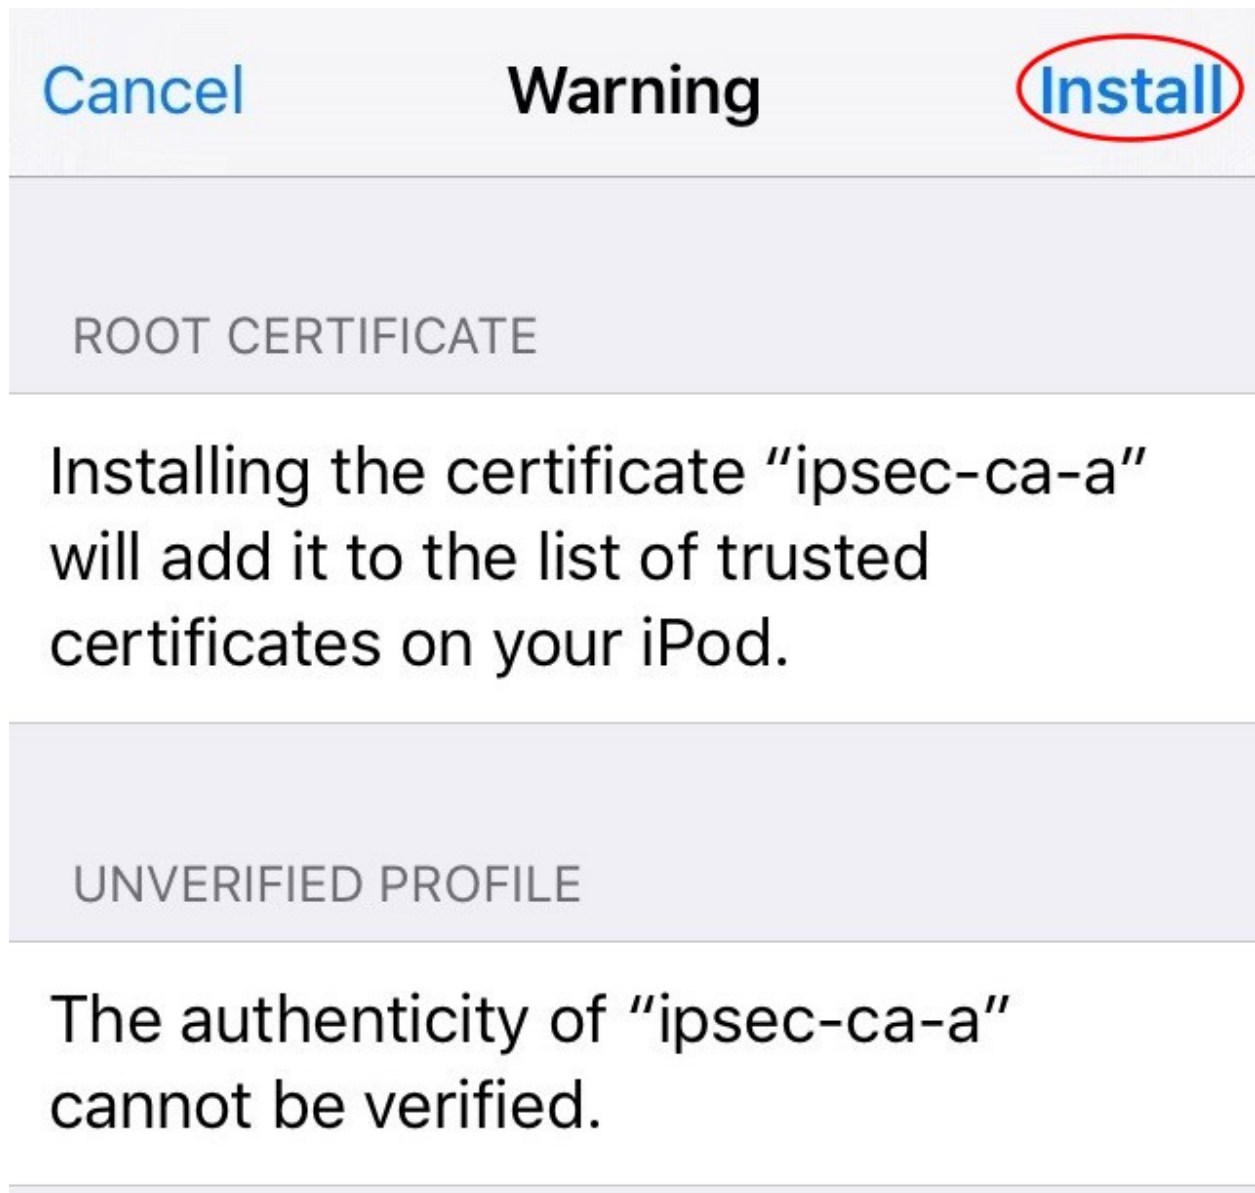 Cancel Warning Install
ROOT CERTIFICATE
Installing the certificate "ipsec-ca-a"
will add it to the list of trusted
certificates on your iPod.
UNVERIFIED PROFILE
The authenticity of "ipsec-ca-a"
cannot be verified.